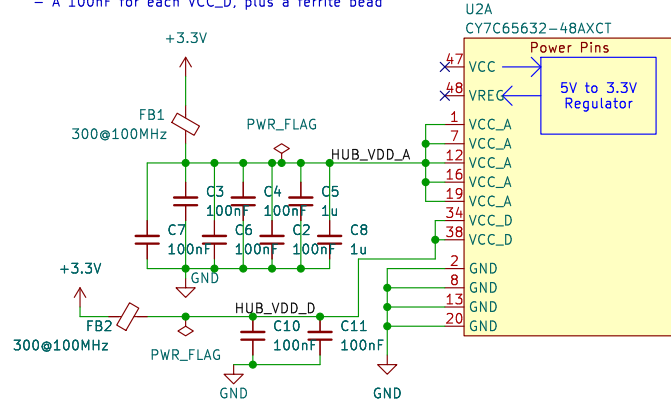 – A 100nF for each VCC_D, plus a ferrite bead
U2A
CY7C65632-48AXCT
Power Pins
+3.3V
47
VCC
48
VREG
5V to 3.3V
Regulator
FB1
300@100MHz
PWR_FLAG
HUB_VDD_A
1
VCC_A
7
VCC_A
12
VCC_A
16
VCC_A
19
VCC_A
34
VCC_D
38
VCC_D
2
GND
8
GND
13
GND
20
GND
C3
100nF
C4
100nF
C5
1u
C7
100nF
C6
100nF
C2
100nF
C8
1u
GND
+3.3V
HUB_VDD_D
FB2
300@100MHz
PWR_FLAG
C10
100nF
C11
100nF
GND
GND